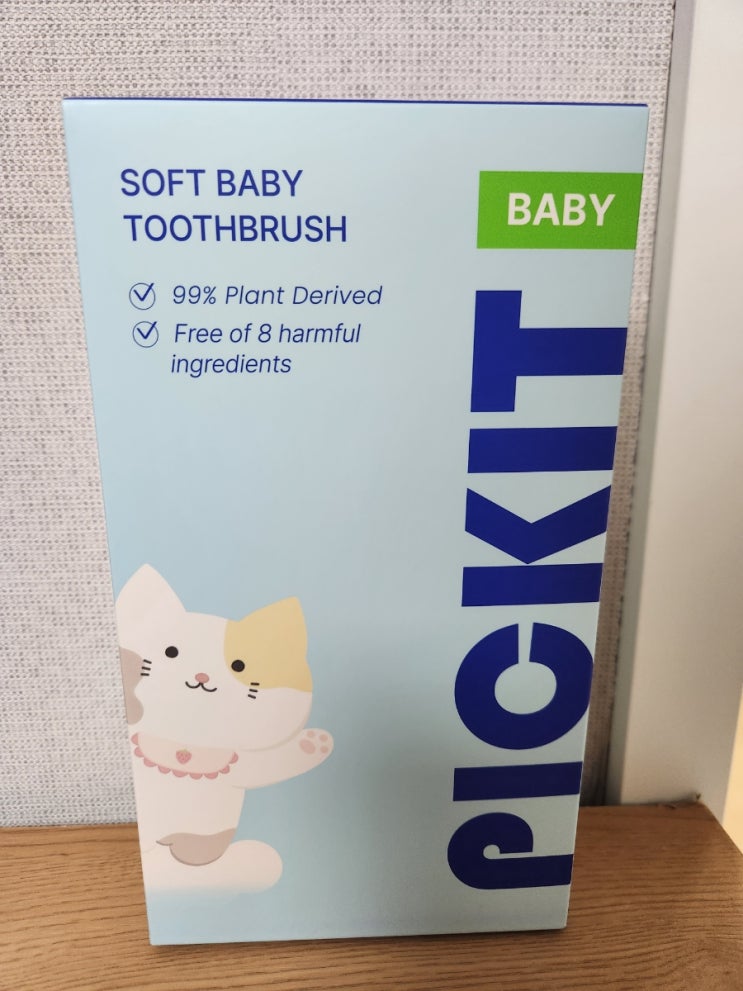 SOFT BABY
TOOTHBRUSH
99% Plant Derived
Free of 8 harmful
ingredients
BABY
PICKIT